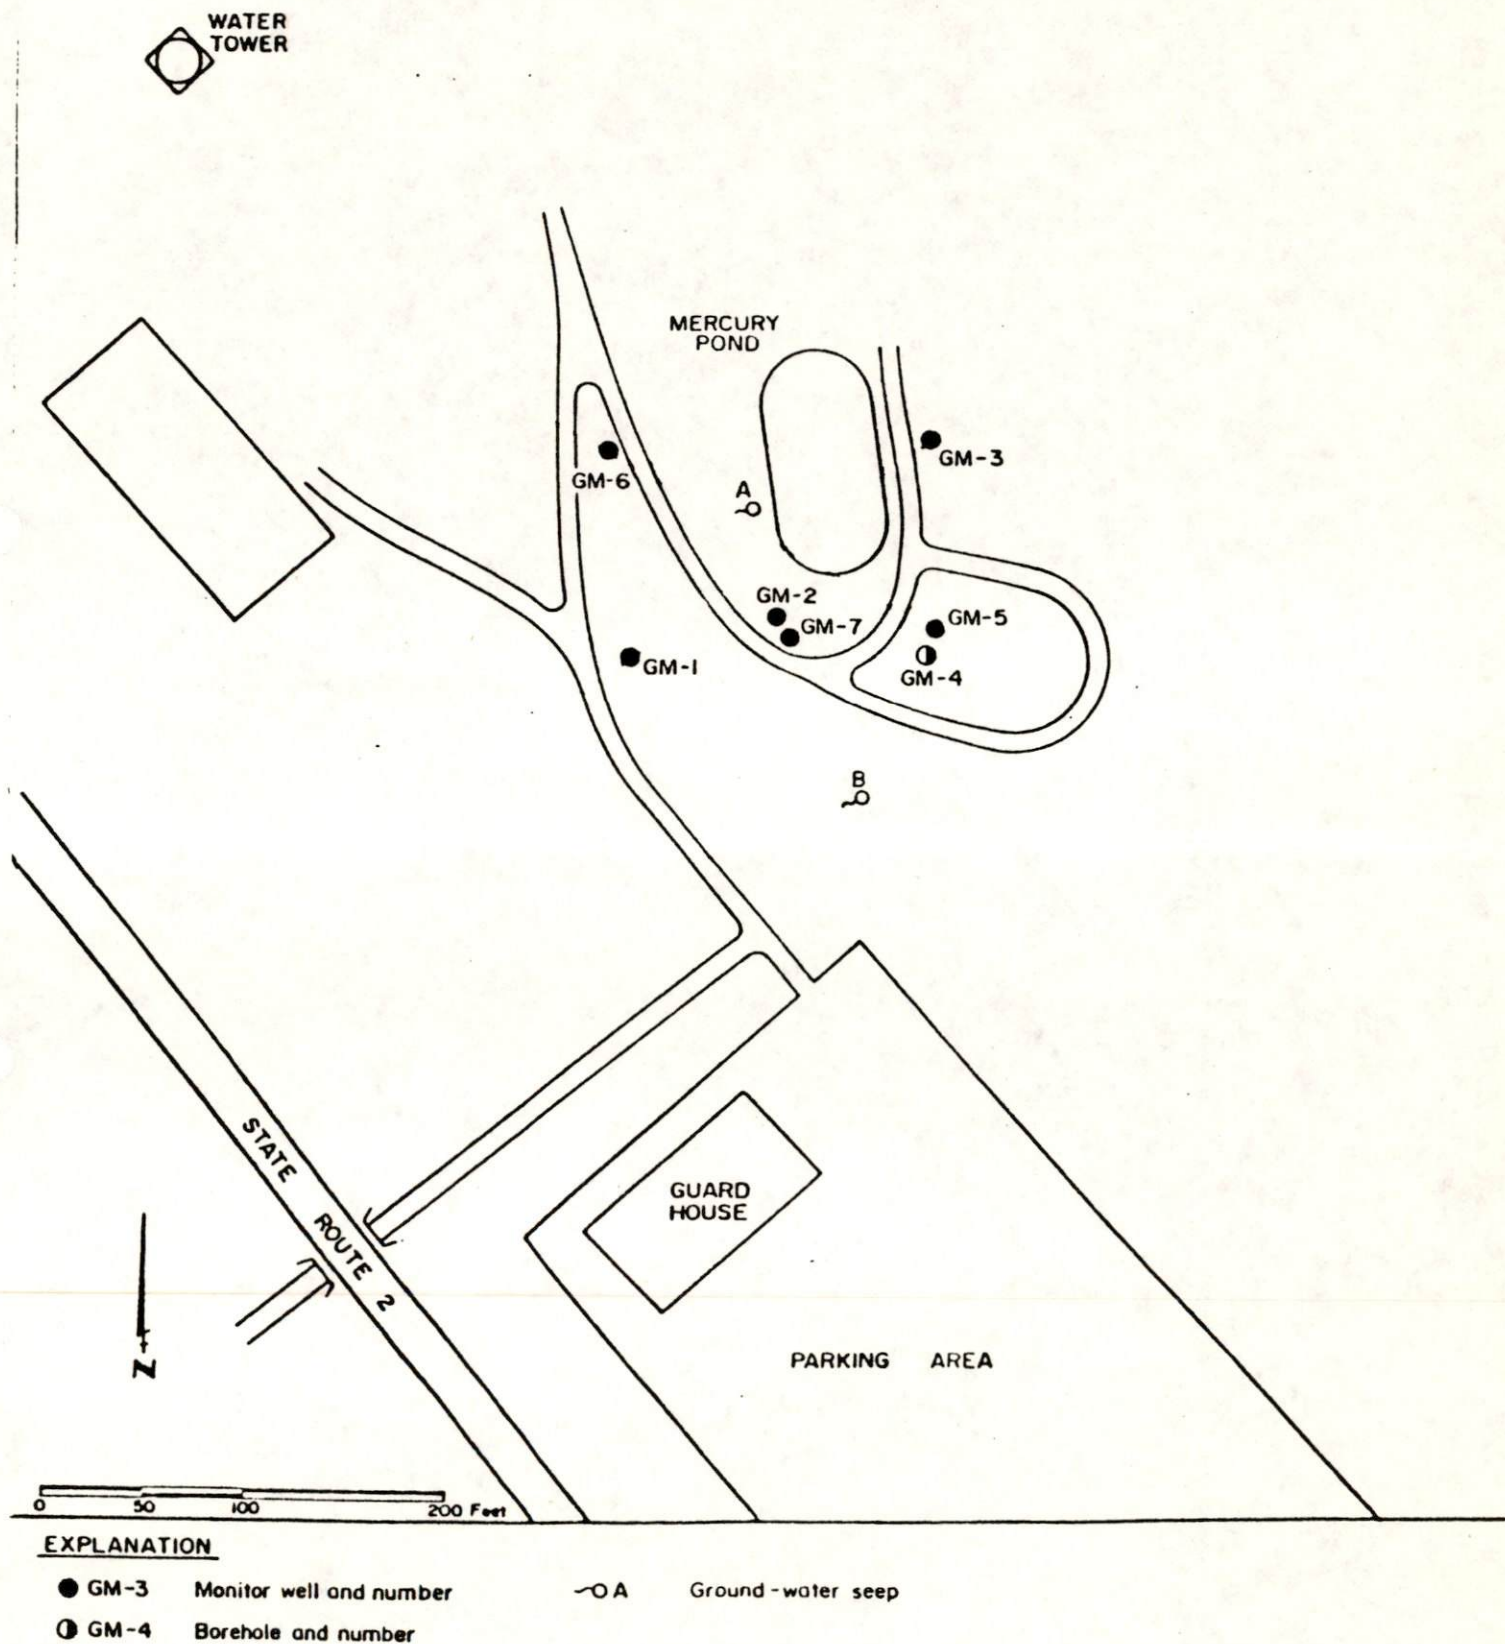 WATER
TOWER
MERCURY
POND
GM-3
GM-6
A
GM-2
GM-7
GM-5
GM-1
GM-4
B
STATE ROUTE 2
GUARD
HOUSE
N
PARKING AREA
0 50 100 200 Feet
EXPLANATION
GM-3 Monitor well and number
A Ground-water seep
GM-4 Borehole and number